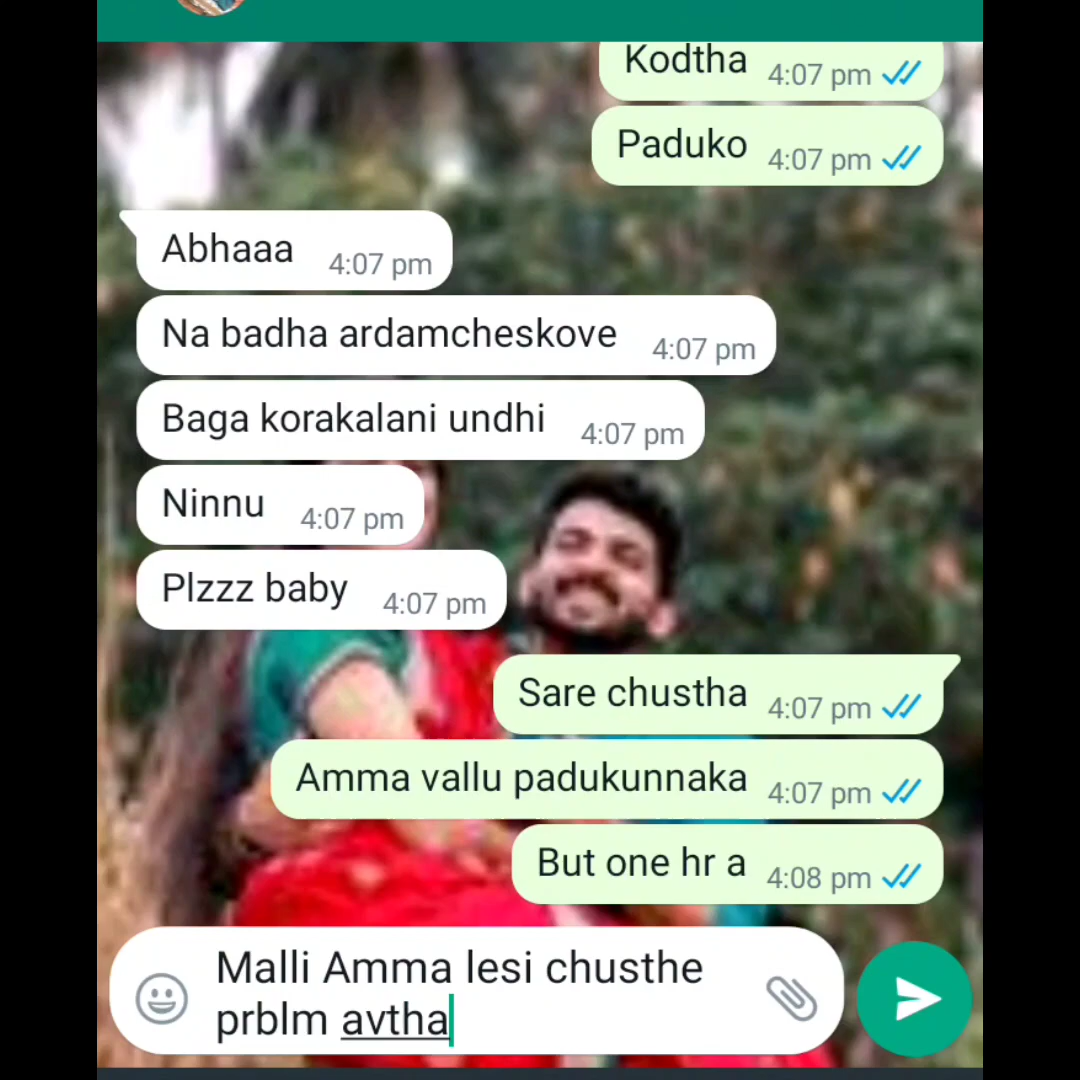 Kodtha 4:07 pm
Paduko 4:07 pm
Abhaaa 4:07 pm
Na badha ardamcheskove 4:07 pm
Baga korakalani undhi 4:07 pm
Ninnu 4:07 pm
Plzzz baby 4:07 pm
Sare chustha 4:07 pm
Amma vallu padukunnaka 4:07 pm
But one hr a 4:08 pm
Malli Amma lesi chusthe
prblm avtha